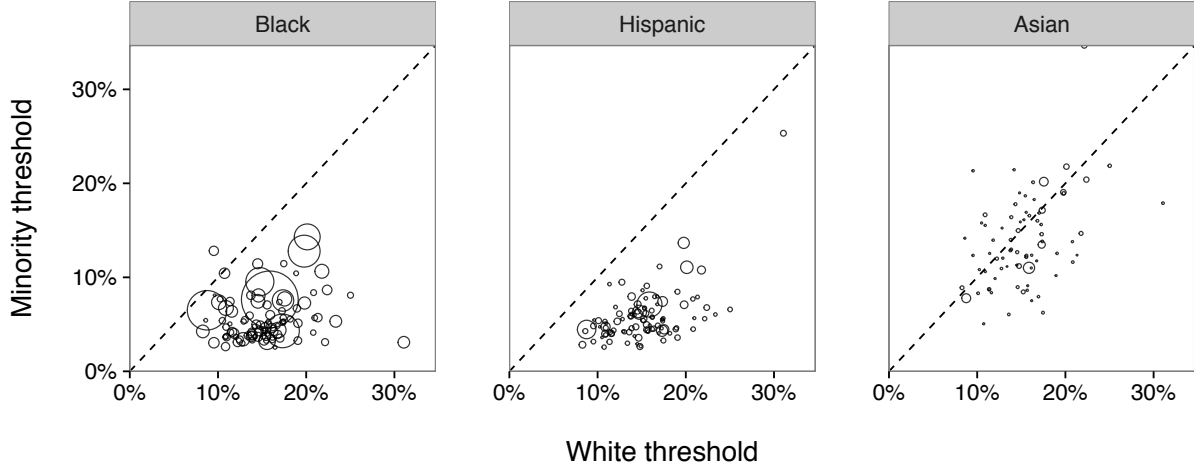 Black Hispanic Asian
Minority threshold
30%
20%
10%
0%
0% 10% 20% 30% 0% 10% 20% 30% 0% 10% 20% 30%
White threshold